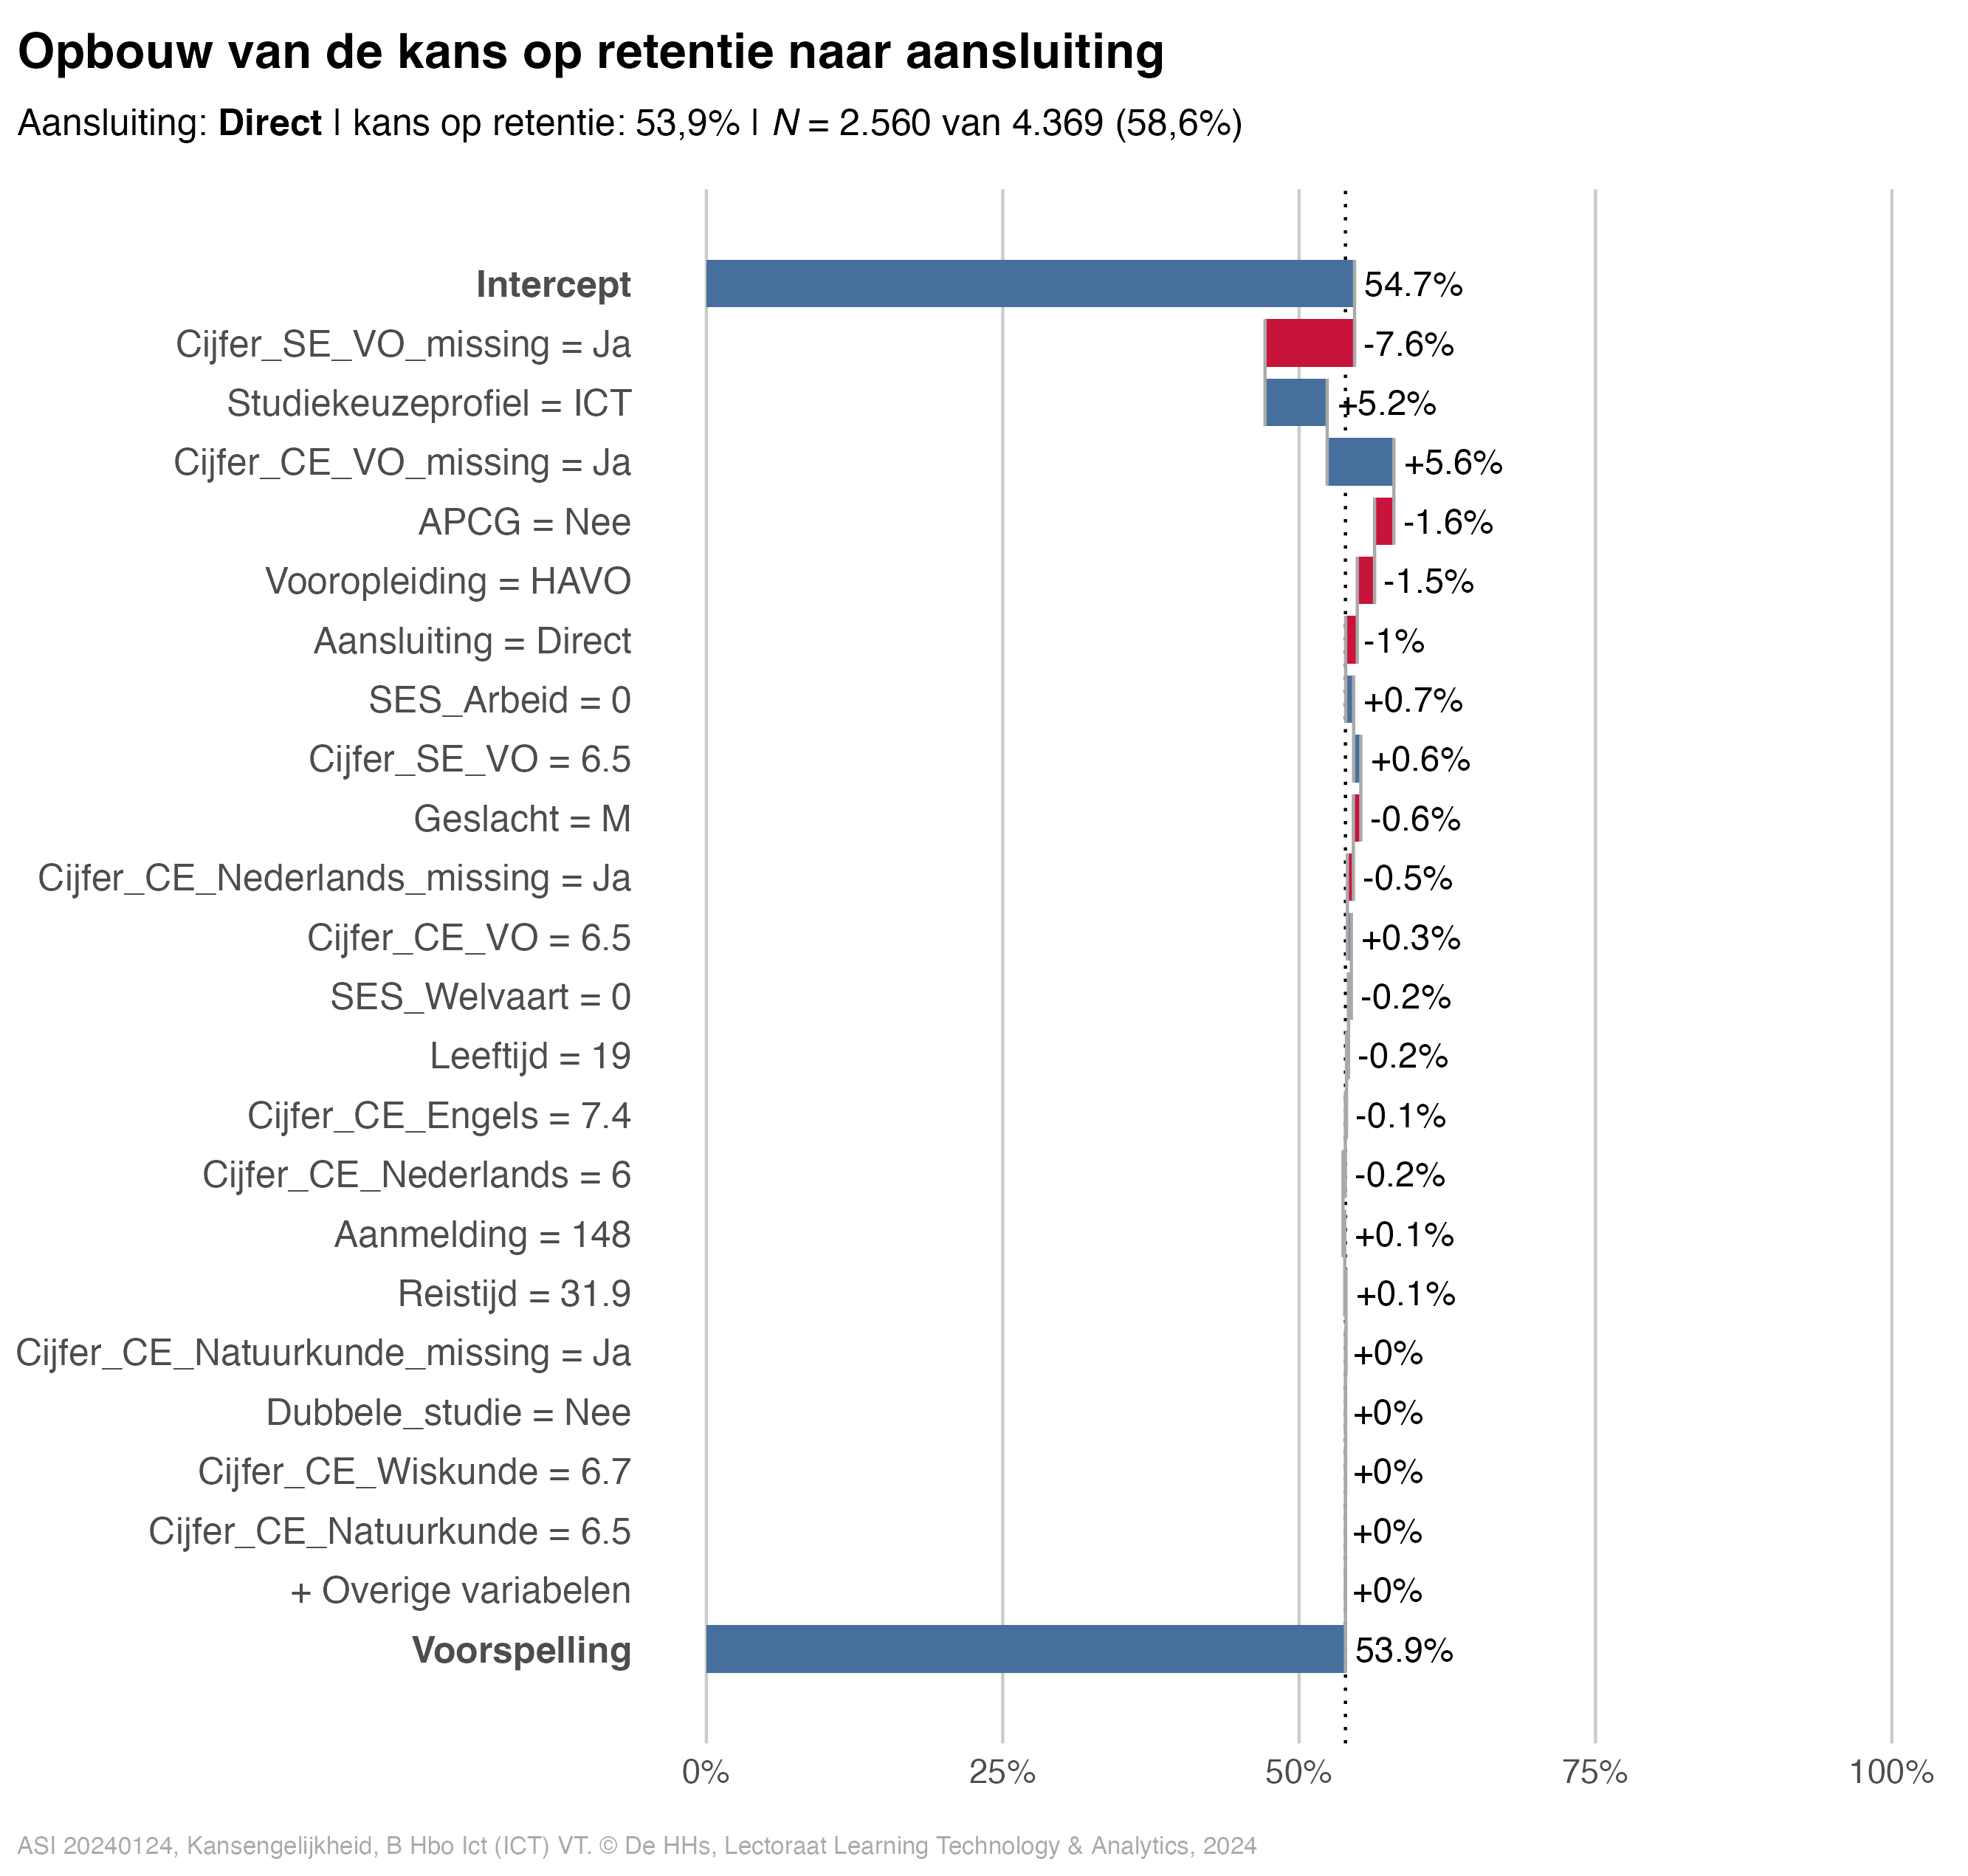 Opbouw van de kans op retentie naar aansluiting
Aansluiting: Direct | kans op retentie: 53,9% | N = 2.560 van 4.369 (58,6%)
Intercept 54.7%
Cijfer_SE_VO_missing = Ja -7.6%
Studiekeuzeprofiel = ICT +5.2%
Cijfer_CE_VO_missing = Ja +5.6%
APCG = Nee -1.6%
Vooropleiding = HAVO -1.5%
Aansluiting = Direct -1%
SES_Arbeid = 0 +0.7%
Cijfer_SE_VO = 6.5 +0.6%
Geslacht = M -0.6%
Cijfer_CE_Nederlands_missing = Ja -0.5%
Cijfer_CE_VO = 6.5 +0.3%
SES_Welvaart = 0 -0.2%
Leeftijd = 19 -0.2%
Cijfer_CE_Engels = 7.4 -0.1%
Cijfer_CE_Nederlands = 6 -0.2%
Aanmelding = 148 +0.1%
Reistijd = 31.9 +0.1%
Cijfer_CE_Natuurkunde_missing = Ja +0%
Dubbele_studie = Nee +0%
Cijfer_CE_Wiskunde = 6.7 +0%
Cijfer_CE_Natuurkunde = 6.5 +0%
+ Overige variabelen +0%
Voorspelling 53.9%
0% 25% 50% 75% 100%
ASI 20240124, Kansengelijkheid, B Hbo Ict (ICT) VT. © De HHs, Lectoraat Learning Technology & Analytics, 2024